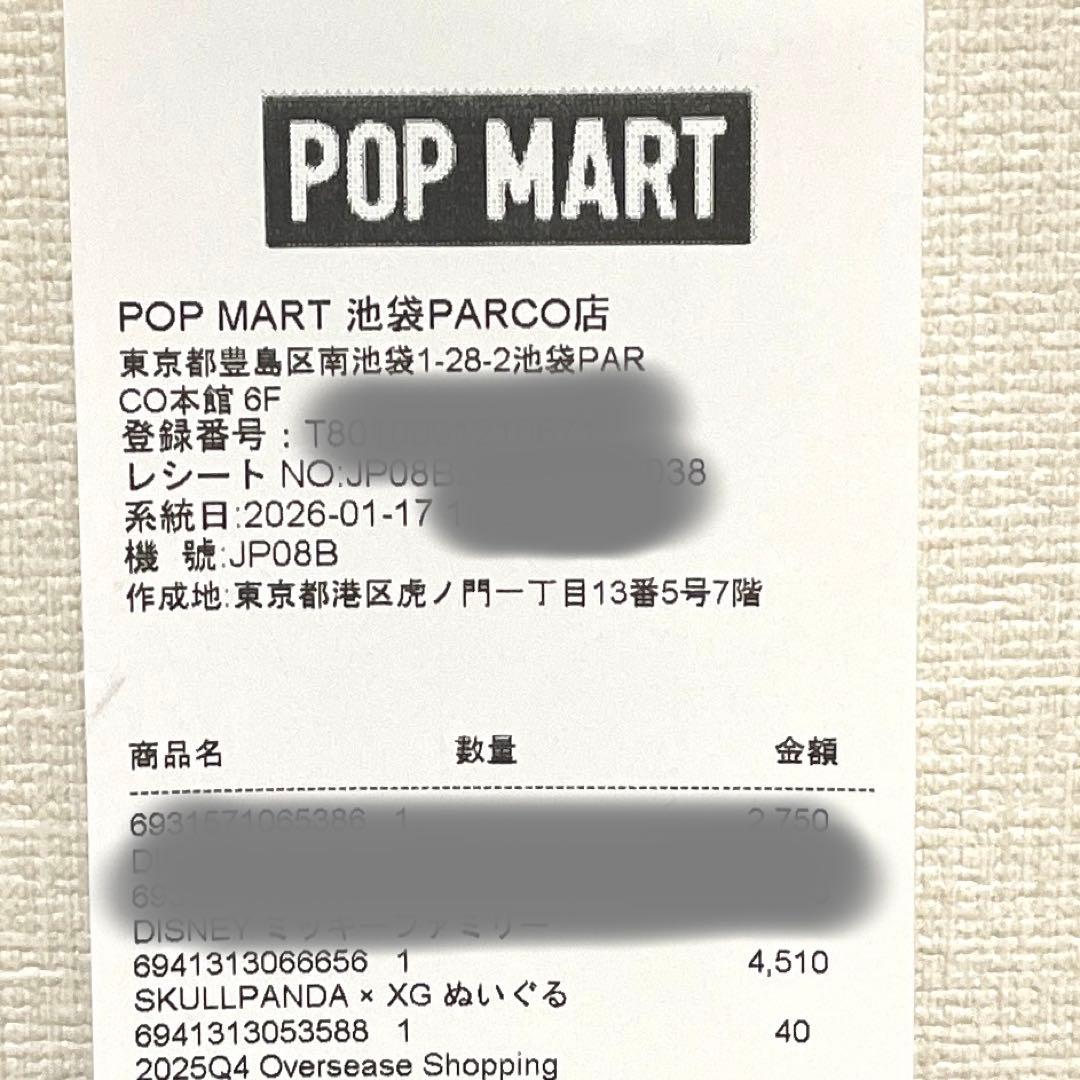 POP MART
POP MART 池袋PARCO店
東京都豊島区南池袋1-28-2池袋PAR
CO本館 6F
登録番号：
レシート NO:JP08B
系統日:2026-01-17
機 號:JP08B
作成地:東京都港区虎ノ門一丁目13番5号7階
商品名 数量 金額
6931571065386 1 2,750
DISNEY ミッキーファミリー
6941313066656 1 4,510
SKULLPANDA × XG ぬいぐる
6941313053588 1 40
2025Q4 Oversease Shopping